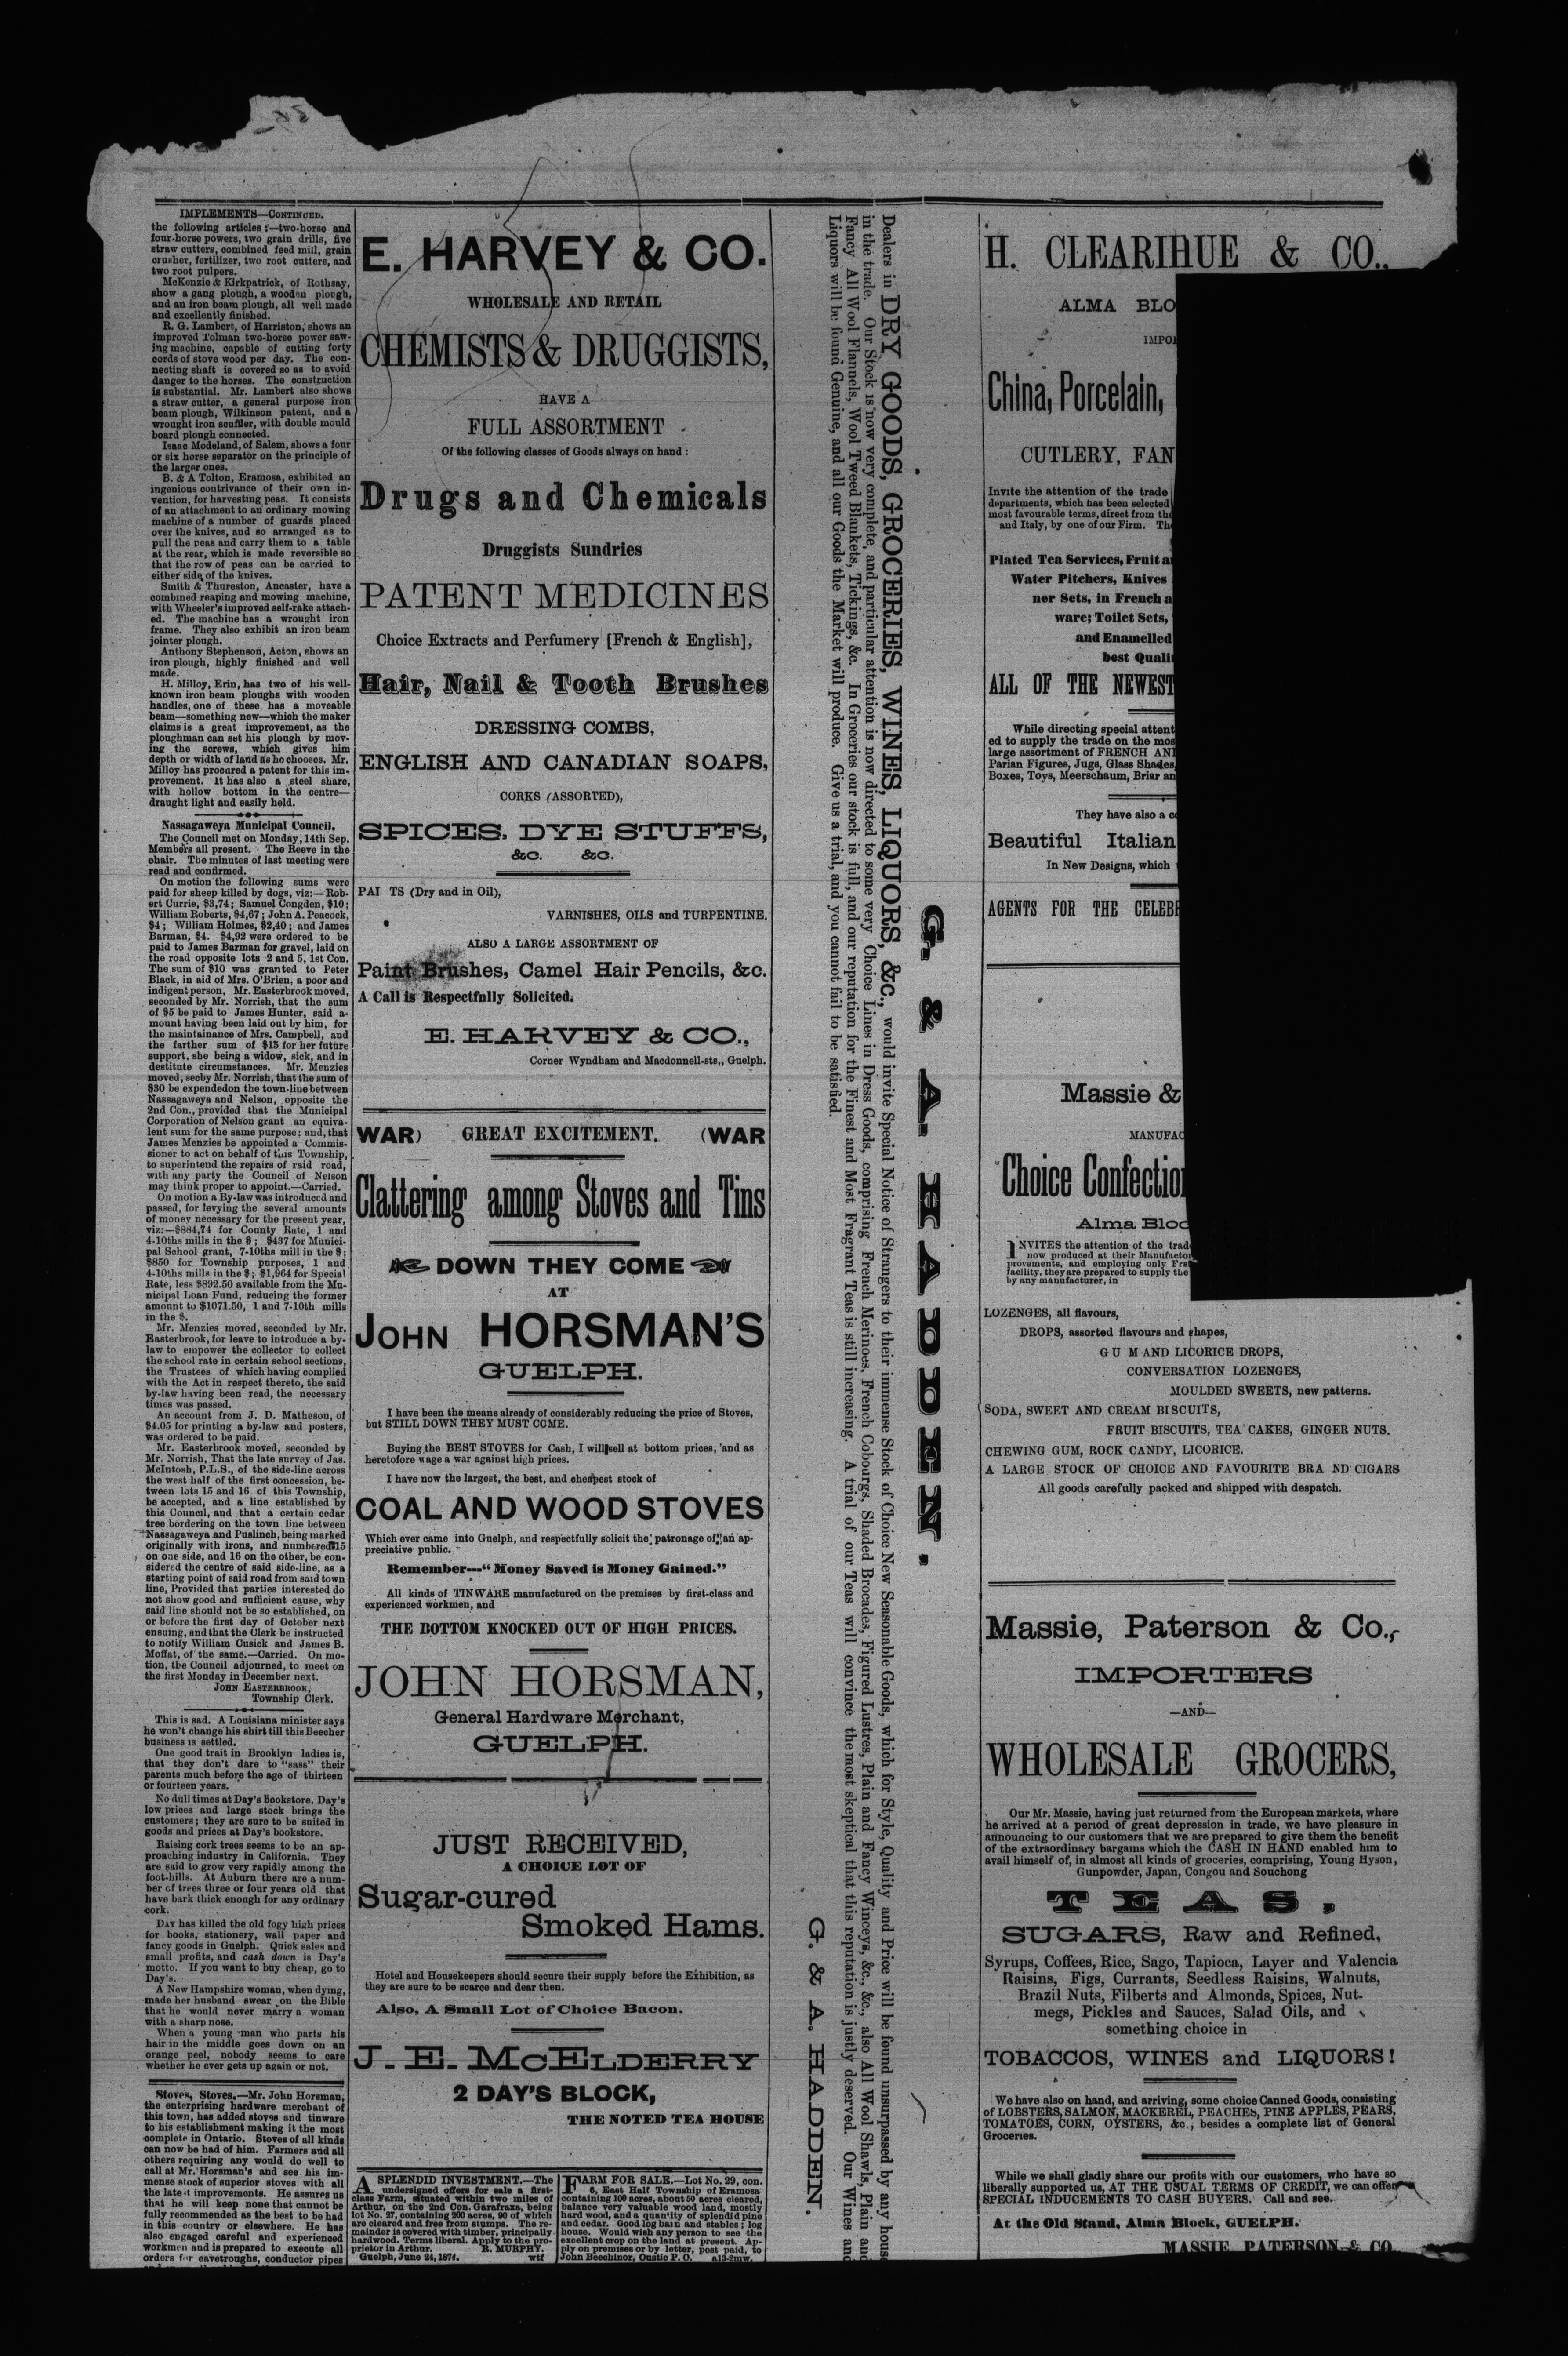 IMPLEMENTS—CONTINUED.
the following articles :—two-horse and
four-horse powers, two grain drills, five
straw cutters, combined feed mill, grain
crusher, fertilizer, two root cutters, and
two root pulpers.
McKenzie & Kirkpatrick, of Rothsay,
show a gang plough, a wooden plough,
and an iron beam plough, all well made
and excellently finished.
R. G. Lambert, of Harriston, shows an
improved Tolman two-horse power saw-
ing machine, capable of cutting forty
cords of stove wood per day. The con-
necting shaft is covered so as to avoid
danger to the horses. The construction
is substantial. Mr. Lambert also shows
a straw cutter, a general purpose iron
beam plough, Wilkinson patent, and a
wrought iron scuffler, with double mould
board plough connected.
Isaac Modeland, of Salem, shows a four
or six horse separator on the principle of
the larger ones.
B. & A Tolton, Eramosa, exhibited an
ingenious contrivance of their own in-
vention, for harvesting peas. It consists
of an attachment to an ordinary mowing
machine of a number of guards placed
over the knives, and so arranged as to
pull the peas and carry them to a table
at the rear, which is made reversible so
that the row of peas can be carried to
either side of the knives.
Smith & Thureston, Ancaster, have a
combined reaping and mowing machine,
with Wheeler's improved self-rake attach-
ed. The machine has a wrought iron
frame. They also exhibit an iron beam
jointer plough.
Anthony Stephenson, Acton, shows an
iron plough, highly finished and well
made.
H. Milloy, Erin, has two of his well-
known iron beam ploughs with wooden
handles, one of these has a moveable
beam—something new—which the maker
claims is a great improvement, as the
ploughman can set his plough by mov-
ing the screws, which gives him
depth or width of land as he chooses. Mr.
Milloy has procured a patent for this im-
provement. It has also a steel share,
with hollow bottom in the centre—
draught light and easily held.
Nassagaweya Municipal Council.
The Council met on Monday, 14th Sep.
Members all present. The Reeve in the
chair. The minutes of last meeting were
read and confirmed.
On motion the following sums were
paid for sheep killed by dogs, viz:—Rob-
ert Currie, $3,74; Samuel Congden, $10;
William Roberts, $4,67; John A. Peacock,
$4; William Holmes, $2,40; and James
Barman, $4. $4,92 were ordered to be
paid to James Barman for gravel, laid on
the road opposite lots 2 and 5, 1st Con.
The sum of $10 was granted to Peter
Black, in aid of Mrs. O'Brien, a poor and
indigent person, Mr. Easterbrook moved,
seconded by Mr. Norrish, that the sum
of $5 be paid to James Hunter, said a-
mount having been laid out by him, for
the maintainance of Mrs. Campbell, and
the farther sum of $15 for her future
support, she being a widow, sick, and in
destitute circumstances. Mr. Menzies
moved, secby Mr. Norrish, that the sum of
$30 be expendedon the town-line between
Nassagaweya and Nelson, opposite the
2nd Con., provided that the Municipal
Corporation of Nelson grant an equiva-
lent sum for the same purpose; and, that
James Menzies be appointed a Commis-
sioner to act on behalf of this Township,
to superintend the repairs of raid road,
with any party the Council of Nelson
may think proper to appoint.—Carried.
On motion a By-law was introduced and
passed, for levying the several amounts
of money necessary for the present year,
viz:—$884,74 for County Rate, 1 and
4-10ths mills in the $; $437 for Munici-
pal School grant, 7-10ths mill in the $;
$850 for Township purposes, 1 and
4-10ths mills in the $; $1,964 for Special
Rate, less $892.50 available from the Mu-
nicipal Loan Fund, reducing the former
amount to $1071.50, 1 and 7-10th mills
in the $.
Mr. Menzies moved, seconded by Mr.
Easterbrook, for leave to introduce a by-
law to empower the collector to collect
the school rate in certain school sections,
the Trustees of which having complied
with the Act in respect thereto, the said
by-law having been read, the necessary
times was passed.
An account from J. D. Matheson, of
$4.05 for printing a by-law and posters,
was ordered to be paid.
Mr. Easterbrook moved, seconded by
Mr. Norrish, That the late survey of Jas.
McIntosh, P.L.S., of the side-line across
the west half of the first concession, be-
tween lots 15 and 16 cf this Township,
be accepted, and a line established by
this Council, and that a certain cedar
tree bordering on the town line between
Nassagaweya and Puslinch, being marked
originally with irons, and numbered 15
on one side, and 16 on the other, be con-
sidered the centre of said side-line, as a
starting point of said road from said town
line, Provided that parties interested do
not show good and sufficient cause, why
said line should not be so established, on
or before the first day of October next
ensuing, and that the Clerk be instructed
to notify William Cusick and James B.
Moffat, of the same.—Carried. On mo-
tion, the Council adjourned, to meet on
the first Monday in December next.
JOHN EASTERBROOK,
Township Clerk.
This is sad. A Louisiana minister says
he won't change his shirt till this Beecher
business is settled.
One good trait in Brooklyn ladies is,
that they don't dare to "sass" their
parents much before the age of thirteen
or fourteen years.
No dull times at Day's Bookstore. Day's
low prices and large stock brings the
customers; they are sure to be suited in
goods and prices at Day's bookstore.
Raising cork trees seems to be an ap-
proaching industry in California. They
are said to grow very rapidly among the
foot-hills. At Auburn there are a num-
ber of trees three or four years old that
have bark thick enough for any ordinary
cork.
DAY has killed the old fogy high prices
for books, stationery, wall paper and
fancy goods in Guelph. Quick sales and
small profits, and cash down is Day's
motto. If you want to buy cheap, go to
Day's.
A New Hampshire woman, when dying,
made her husband swear on the Bible
that he would never marry a woman
with a sharp nose.
When a young man who parts his
hair in the middle goes down on an
orange peel, nobody seems to care
whether he ever gets up again or not.
Stoves, Stoves.—Mr. John Horsman,
the enterprising hardware merchant of
this town, has added stoves and tinware
to his establishment making it the most
complete in Ontario. Stoves of all kinds
can now be had of him. Farmers and all
others requiring any would do well to
call at Mr. Horsman's and see his im-
mense stock of superior stoves with all
the latest improvements. He assures us
that he will keep none that cannot be
fully recommended as the best to be had
in this country or elsewhere. He has
also engaged careful and experienced
workmen and is prepared to execute all
orders for eavetroughs, conductor pipes
E. HARVEY & CO.
WHOLESALE AND RETAIL
CHEMISTS & DRUGGISTS,
HAVE A
FULL ASSORTMENT
Of the following classes of Goods always on hand:
Drugs and Chemicals
Druggists Sundries
PATENT MEDICINES
Choice Extracts and Perfumery [French & English],
Hair, Nail & Tooth Brushes
DRESSING COMBS,
ENGLISH AND CANADIAN SOAPS,
CORKS (ASSORTED),
SPICES, DYE STUFFS,
&c. &c.
PAI TS (Dry and in Oil),
VARNISHES, OILS and TURPENTINE.
ALSO A LARGE ASSORTMENT OF
Paint Brushes, Camel Hair Pencils, &c.
A Call is Respectfully Solicited.
E. HARVEY & CO.,
Corner Wyndham and Macdonnell-sts,, Guelph.
WAR) GREAT EXCITEMENT. (WAR
Clattering among Stoves and Tins
DOWN THEY COME
AT
JOHN HORSMAN'S
GUELPH.
I have been the means already of considerably reducing the price of Stoves,
but STILL DOWN THEY MUST COME.
Buying the BEST STOVES for Cash, I will sell at bottom prices, and as
heretofore wage a war against high prices.
I have now the largest, the best, and cheapest stock of
COAL AND WOOD STOVES
Which ever came into Guelph, and respectfully solicit the patronage of an ap-
preciative public.
Remember---"Money Saved is Money Gained."
All kinds of TINWARE manufactured on the premises by first-class and
experienced workmen, and
THE BOTTOM KNOCKED OUT OF HIGH PRICES.
JOHN HORSMAN,
General Hardware Merchant,
GUELPH.
JUST RECEIVED,
A CHOICE LOT OF
Sugar-cured
Smoked Hams.
Hotel and Housekeepers should secure their supply before the Exhibition, as
they are sure to be scarce and dear then.
Also, A Small Lot of Choice Bacon.
J. E. MCELDERRY
2 DAY'S BLOCK,
THE NOTED TEA HOUSE
A SPLENDID INVESTMENT.—The
undersigned offers for sale a first-
class Farm, situated within two miles of
Arthur, on the 2nd Con. Garafraxa, being
lot No. 27, containing 200 acres, 90 of which
are cleared and free from stumps. The re-
mainder is covered with timber, principally
hardwood. Terms liberal. Apply to the pro-
prietor in Arthur. R. MURPHY.
Guelph, June 24, 1874. wtf
FARM FOR SALE.—Lot No. 29, con.
6, East Half Township of Eramosa
containing 100 acres, about 50 acres cleared,
balance very valuable wood land, mostly
hard wood, and a quantity of splendid pine
and cedar. Good log barn and stables; log
house. Would wish any person to see the
excellent crop on the land at present. Ap-
ply on premises or by letter, post paid, to
John Beechinor, Oustic P. O. a13-2mw.
G. & A. HADDEN.
Dealers in DRY GOODS, GROCERIES, WINES, LIQUORS, &c., would invite Special Notice of Strangers to their immense Stock of Choice New Seasonable Goods, which for Style, Quality and Price will be found unsurpassed by any house
in the trade. Our Stock is now very complete, and particular attention is now directed to some very Choice Lines in Dress Goods, comprising French Merinoes, French Cobourgs, Shaded Brocades, Figured Lustres, Plain and Fancy Winceys, &c., &c., also All Wool Shawls, Plain and
Fancy All Wool Flannels, Wool Tweed Blankets, Tickings, &c. In Groceries our stock is full, and our reputation for the Finest and Most Fragrant Teas is still increasing. A trial of our Teas will convince the most skeptical that this reputation is justly deserved. Our Wines and
Liquors will be found Genuine, and all our Goods the Market will produce. Give us a trial, and you cannot fail to be satisfied.
G. & A. HADDEN.
H. CLEARIHUE & CO.,
ALMA BLO
IMPO
China, Porcelain,
CUTLERY, FAN
Invite the attention of the trade
departments, which has been selected
most favourable terms, direct from the
and Italy, by one of our Firm. Th
Plated Tea Services, Fruit a
Water Pitchers, Knives
ner Sets, in French a
ware; Toilet Sets,
and Enamelled
best Quali
ALL OF THE NEWEST
While directing special attent
ed to supply the trade on the mos
large assortment of FRENCH AN
Parian Figures, Jugs, Glass Shades,
Boxes, Toys, Meerschaum, Briar an
They have also a c
Beautiful Italian
In New Designs, which
AGENTS FOR THE CELEB
Massie &
MANUFAC
Choice Confectio
Alma Bloc
INVITES the attention of the trad
now produced at their Manufactor
provements, and employing only Frst
facility, they are prepared to supply the
by any manufacturer, in
LOZENGES, all flavours,
DROPS, assorted flavours and shapes,
GU M AND LICORICE DROPS,
CONVERSATION LOZENGES,
MOULDED SWEETS, new patterns.
SODA, SWEET AND CREAM BISCUITS,
FRUIT BISCUITS, TEA CAKES, GINGER NUTS.
CHEWING GUM, ROCK CANDY, LICORICE.
A LARGE STOCK OF CHOICE AND FAVOURITE BRA ND CIGARS
All goods carefully packed and shipped with despatch.
Massie, Paterson & Co.,
IMPORTERS
—AND—
WHOLESALE GROCERS,
Our Mr. Massie, having just returned from the European markets, where
he arrived at a period of great depression in trade, we have pleasure in
announcing to our customers that we are prepared to give them the benefit
of the extraordinary bargains which the CASH IN HAND enabled him to
avail himself of, in almost all kinds of groceries, comprising, Young Hyson,
Gunpowder, Japan, Congou and Souchong
TEAS,
SUGARS, Raw and Refined,
Syrups, Coffees, Rice, Sago, Tapioca, Layer and Valencia
Raisins, Figs, Currants, Seedless Raisins, Walnuts,
Brazil Nuts, Filberts and Almonds, Spices, Nut-
megs, Pickles and Sauces, Salad Oils, and
something choice in
TOBACCOS, WINES and LIQUORS!
We have also on hand, and arriving, some choice Canned Goods, consisting
of LOBSTERS, SALMON, MACKEREL, PEACHES, PINE APPLES, PEARS,
TOMATOES, CORN, OYSTERS, &c., besides a complete list of General
Groceries.
While we shall gladly share our profits with our customers, who have so
liberally supported us, AT THE USUAL TERMS OF CREDIT, we can offer
SPECIAL INDUCEMENTS TO CASH BUYERS. Call and see.
At the Old Stand, Alma Block, GUELPH.
MASSIE, PATERSON & CO.